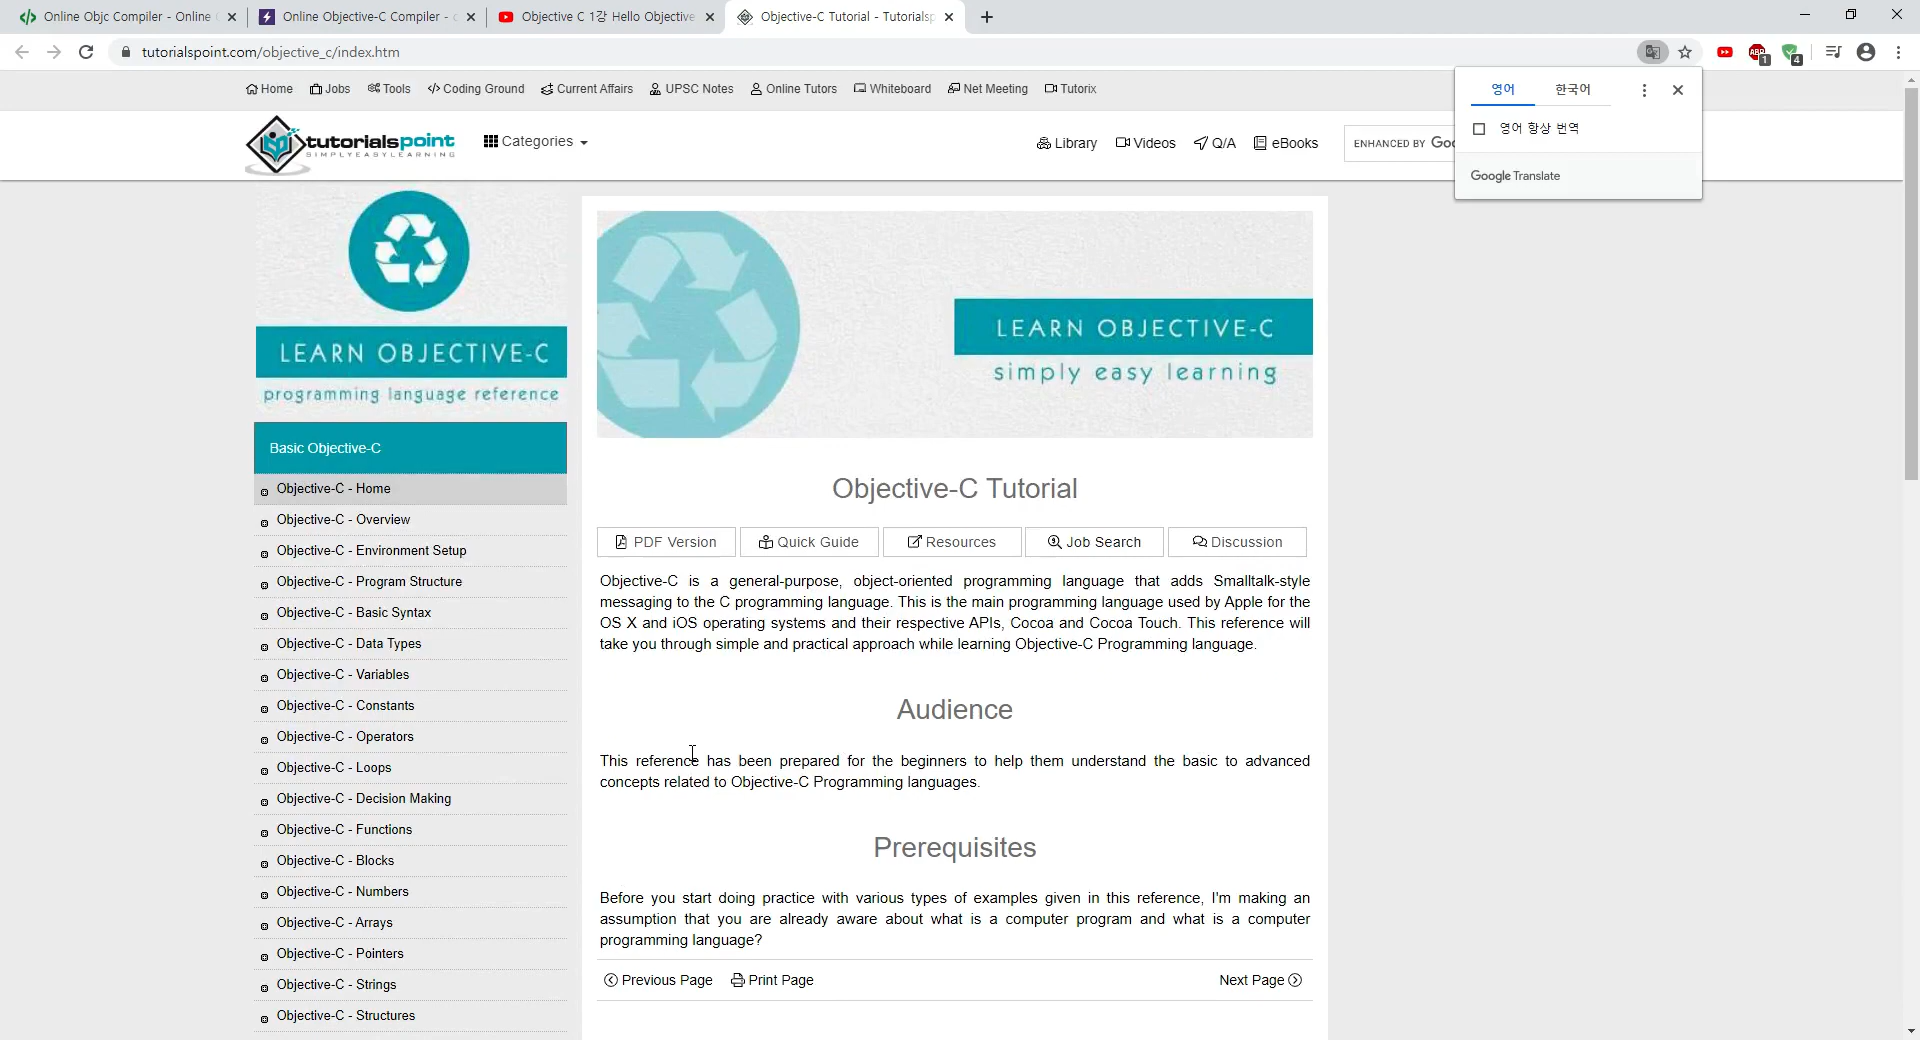 Online Objc Compiler - Online
Online Objective-C Compiler -
Objective C 1강 Hello Objective
Objective-C Tutorial - Tutorialsp
tutorialspoint.com/objective_c/index.htm
ABP
1
4
Home
Jobs
Tools
Coding Ground
Current Affairs
UPSC Notes
Online Tutors
Whiteboard
Net Meeting
Tutorix
영어
한국어
영어 항상 번역
Google Translate
tutorialspoint
SIMPLYEASYLEARNING
Categories
Library
Videos
Q/A
eBooks
ENHANCED BY Goo
LEARN OBJECTIVE-C
programming language reference
Basic Objective-C
Objective-C - Home
Objective-C - Overview
Objective-C - Environment Setup
Objective-C - Program Structure
Objective-C - Basic Syntax
Objective-C - Data Types
Objective-C - Variables
Objective-C - Constants
Objective-C - Operators
Objective-C - Loops
Objective-C - Decision Making
Objective-C - Functions
Objective-C - Blocks
Objective-C - Numbers
Objective-C - Arrays
Objective-C - Pointers
Objective-C - Strings
Objective-C - Structures
LEARN OBJECTIVE-C
simply easy learning
Objective-C Tutorial
PDF Version
Quick Guide
Resources
Job Search
Discussion
Objective-C is a general-purpose, object-oriented programming language that adds Smalltalk-style
messaging to the C programming language. This is the main programming language used by Apple for the
OS X and iOS operating systems and their respective APIs, Cocoa and Cocoa Touch. This reference will
take you through simple and practical approach while learning Objective-C Programming language.
Audience
This reference has been prepared for the beginners to help them understand the basic to advanced
concepts related to Objective-C Programming languages.
Prerequisites
Before you start doing practice with various types of examples given in this reference, I'm making an
assumption that you are already aware about what is a computer program and what is a computer
programming language?
Previous Page
Print Page
Next Page